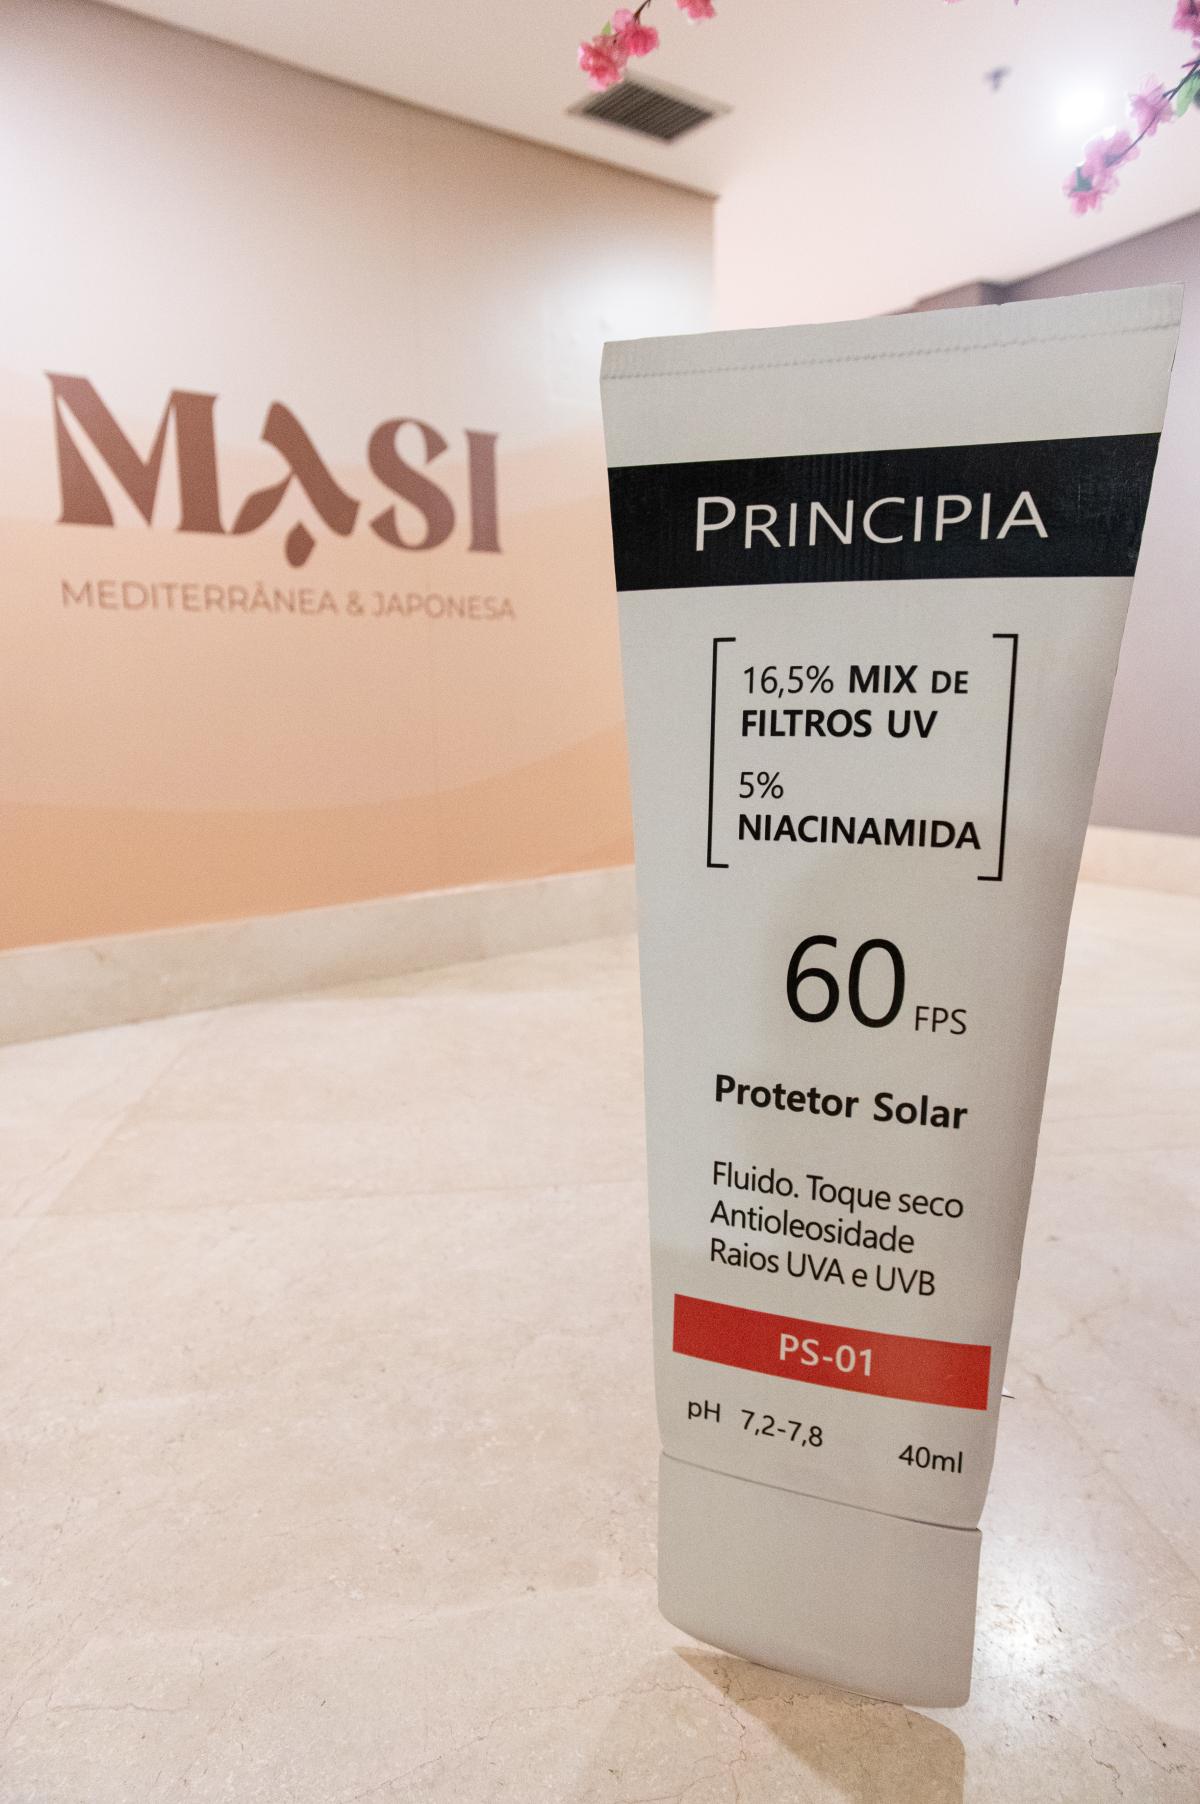 MASI
MEDITERRÂNEA & JAPONESA
PRINCIPIA
16,5% MIX DE
FILTROS UV
5%
NIACINAMIDA
60 FPS
Protetor Solar
Fluido. Toque seco
Antioleosidade
Raios UVA e UVB
PS-01
pH 7,2-7,8 40ml